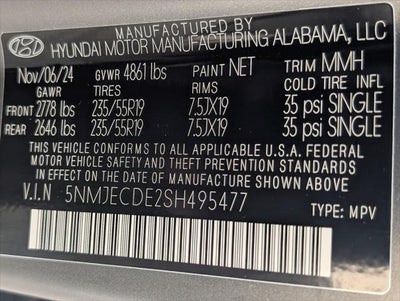 MANUFACTURED BY
HYUNDAI MOTOR MANUFACTURING ALABAMA, LLC
Nov/06/24 GVWR 4861 lbs PAINT NET TRIM MMH
GAWR TIRES RIMS COLD TIRE INFL
FRONT 2778 lbs 235/55R19 7.5JX19 35 psi SINGLE
REAR 2646 lbs 235/55R19 7.5JX19 35 psi SINGLE
THIS VEHICLE CONFORMS TO ALL APPLICABLE U.S.A. FEDERAL
MOTOR VEHICLE SAFETY AND THEFT PREVENTION STANDARDS
IN EFFECT ON THE DATE OF MANUFACTURE SHOWN ABOVE.
V.I.N 5NMJECDE2SH495477
TYPE: MPV